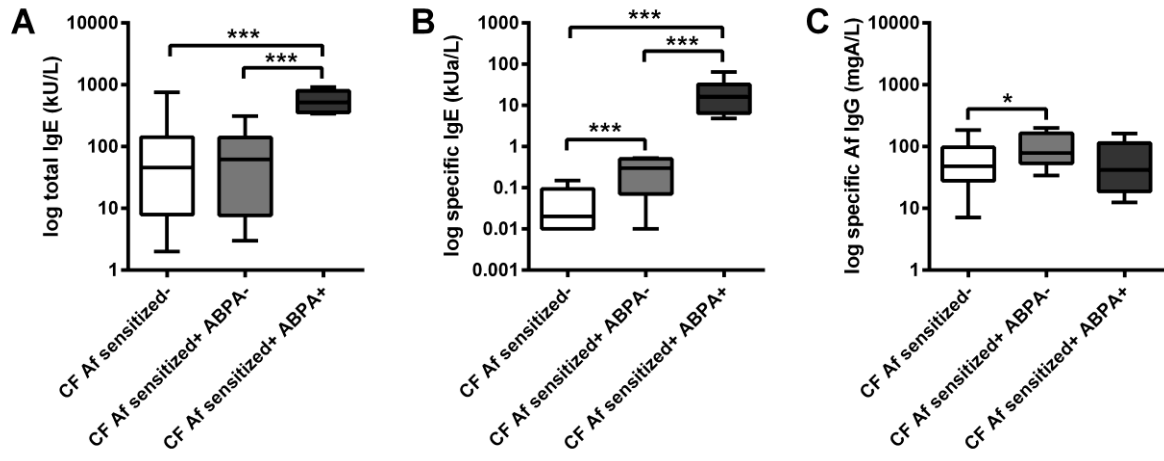 A
log total IgE (kU/L)
10000
1000
100
10
1
***
***
CF Af sensitized-
CF Af sensitized+ ABPA-
CF Af sensitized+ ABPA+
B
log specific IgE (kUa/L)
1000
100
10
1
0.1
0.01
0.001
***
***
***
CF Af sensitized-
CF Af sensitized+ ABPA-
CF Af sensitized+ ABPA+
C
log specific Af IgG (mgA/L)
10000
1000
100
10
1
*
CF Af sensitized-
CF Af sensitized+ ABPA-
CF Af sensitized+ ABPA+